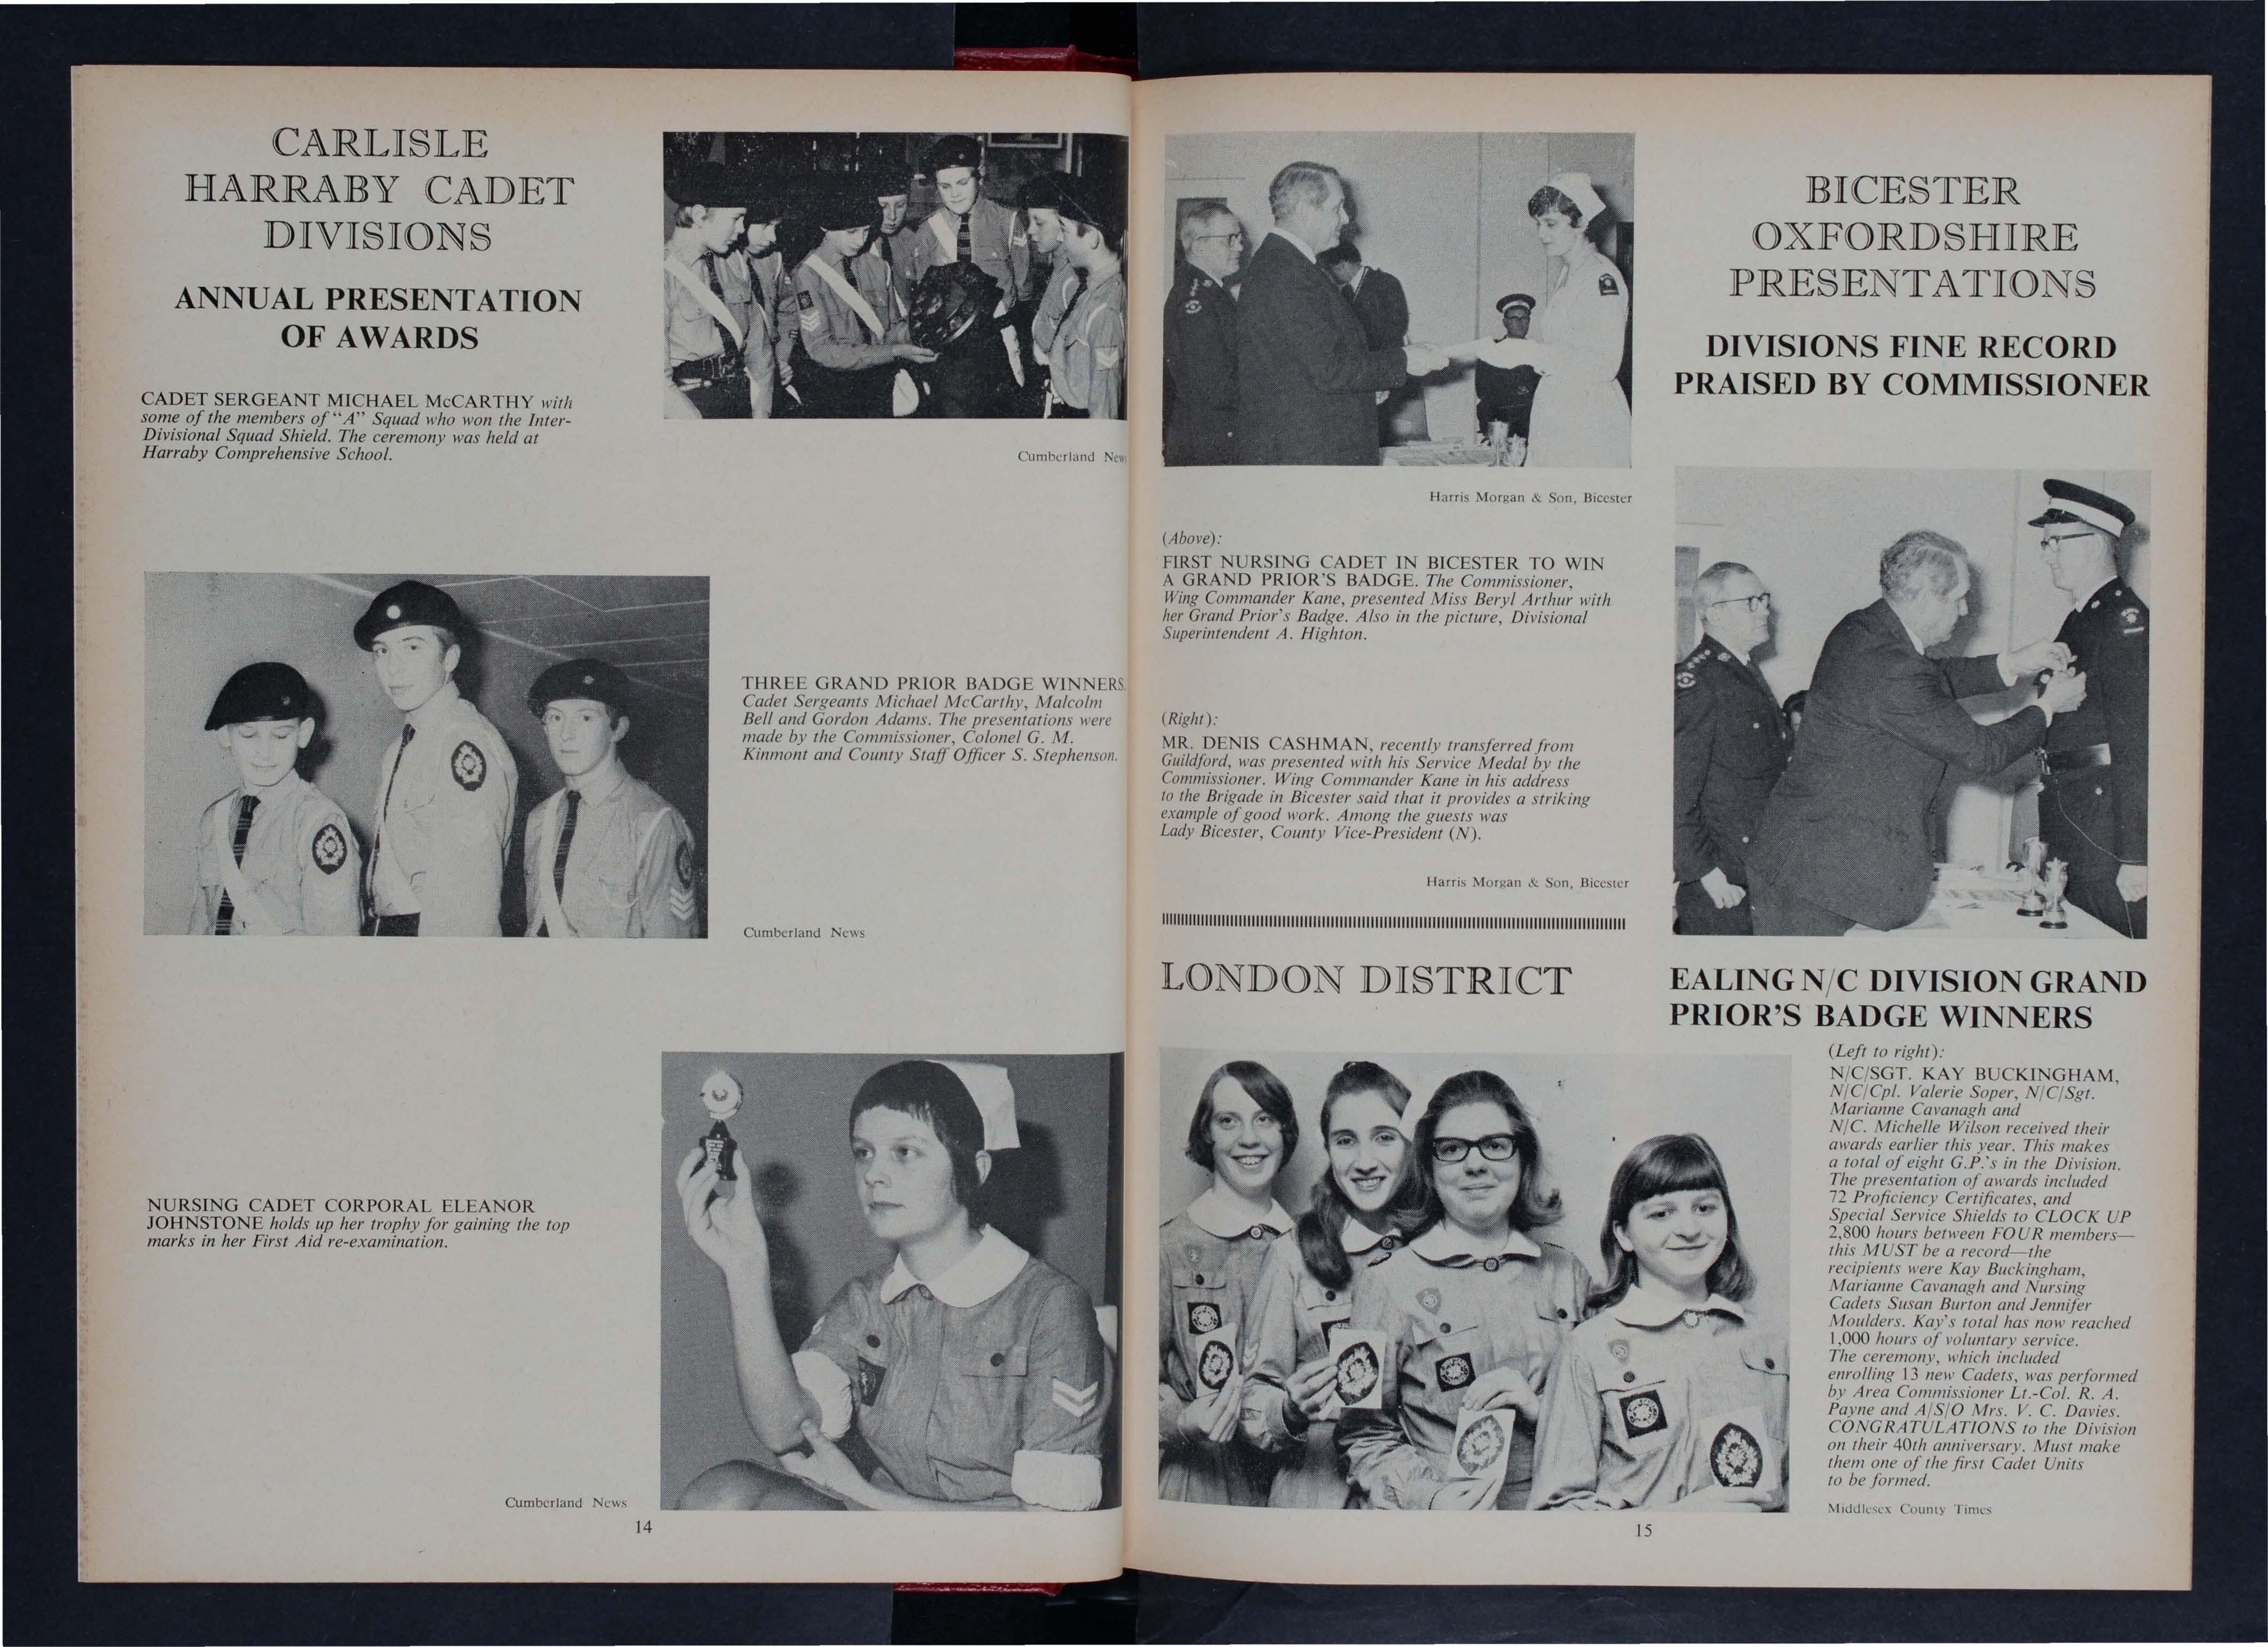 CARLISLE
HARRABY CADET
DIVISIONS
ANNUAL PRESENTATION
OF AWARDS
CADET SERGEANT MICHAEL McCARTHY with
some of the members of "A" Squad who won the Inter-
Divisional Squad Shield. The ceremony was held at
Harraby Comprehensive School.
Cumberland News
THREE GRAND PRIOR BADGE WINNERS.
Cadet Sergeants Michael McCarthy, Malcolm
Bell and Gordon Adams. The presentations were
made by the Commissioner, Colonel G. M.
Kinmont and County Staff Officer S. Stephenson.
Cumberland News
NURSING CADET CORPORAL ELEANOR
JOHNSTONE holds up her trophy for gaining the top
marks in her First Aid re-examination.
Cumberland News
14
Harris Morgan & Son, Bicester
BICESTER
OXFORDSHIRE
PRESENTATIONS
DIVISIONS FINE RECORD
PRAISED BY COMMISSIONER
(Above):
FIRST NURSING CADET IN BICESTER TO WIN
A GRAND PRIOR'S BADGE. The Commissioner,
Wing Commander Kane, presented Miss Beryl Arthur with
her Grand Prior's Badge. Also in the picture, Divisional
Superintendent A. Highton.
(Right):
MR. DENIS CASHMAN, recently transferred from
Guildford, was presented with his Service Medal by the
Commissioner. Wing Commander Kane in his address
to the Brigade in Bicester said that it provides a striking
example of good work. Among the guests was
Lady Bicester, County Vice-President (N).
Harris Morgan & Son, Bicester
LONDON DISTRICT
EALING N/C DIVISION GRAND
PRIOR'S BADGE WINNERS
(Left to right):
N/C/SGT. KAY BUCKINGHAM,
N/C/Cpl. Valerie Soper, N/C/Sgt.
Marianne Cavanagh and
N/C. Michelle Wilson received their
awards earlier this year. This makes
a total of eight G.P.'s in the Division.
The presentation of awards included
72 Proficiency Certificates, and
Special Service Shields to CLOCK UP
2,800 hours between FOUR members—
this MUST be a record—the
recipients were Kay Buckingham,
Marianne Cavanagh and Nursing
Cadets Susan Burton and Jennifer
Moulders. Kay's total has now reached
1,000 hours of voluntary service.
The ceremony, which included
enrolling 13 new Cadets, was performed
by Area Commissioner Lt.-Col. R. A.
Payne and A/S/O Mrs. V. C. Davies.
CONGRATULATIONS to the Division
on their 40th anniversary. Must make
them one of the first Cadet Units
to be formed.
Middlesex County Times
15